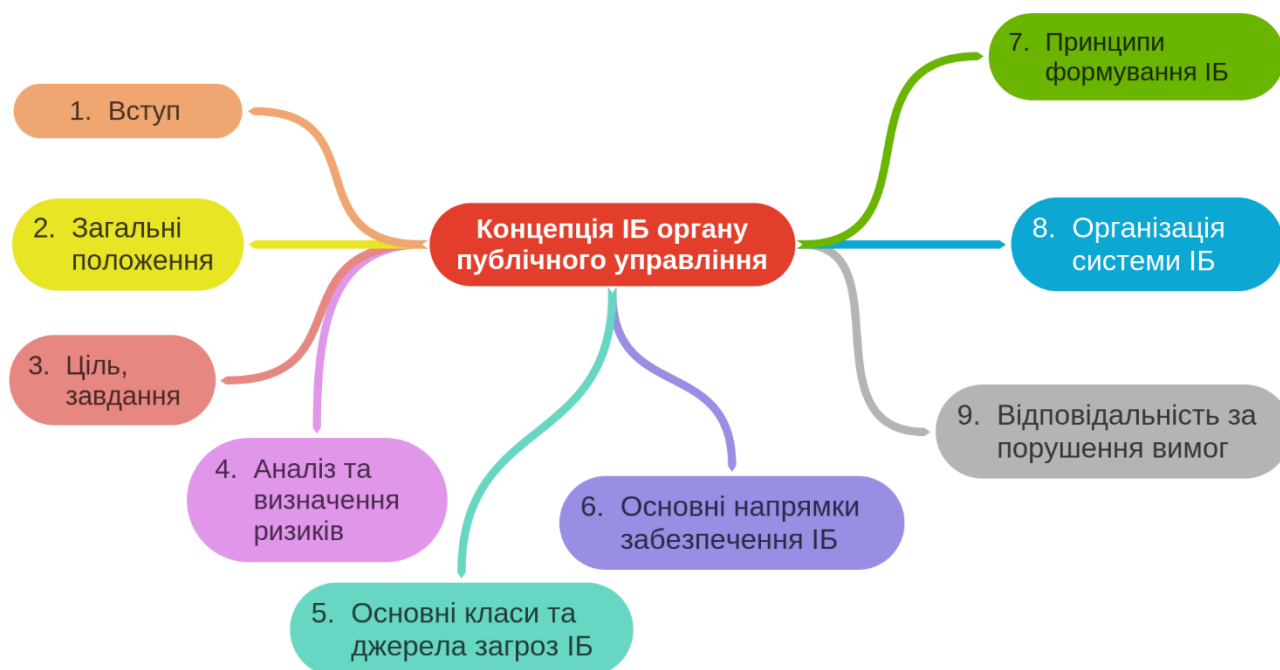 Концепція ІБ органу
публічного управління
1. Вступ
2. Загальні
положення
3. Ціль,
завдання
4. Аналіз та
визначення
ризиків
5. Основні класи та
джерела загроз ІБ
6. Основні напрямки
забезпечення ІБ
7. Принципи
формування ІБ
8. Організація
системи ІБ
9. Відповідальність за
порушення вимог